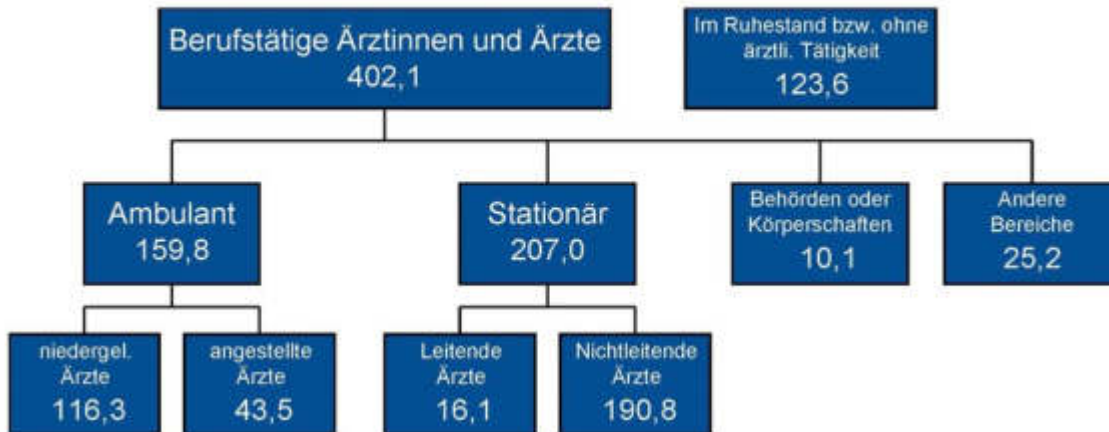 Berufstätige Ärztinnen und Ärzte
402,1
Im Ruhestand bzw. ohne
ärztli. Tätigkeit
123,6
Ambulant
159,8
Stationär
207,0
Behörden oder
Körperschaften
10,1
Andere
Bereiche
25,2
niedergel.
Ärzte
116,3
angestellte
Ärzte
43,5
Leitende
Ärzte
16,1
Nichtleitende
Ärzte
190,8